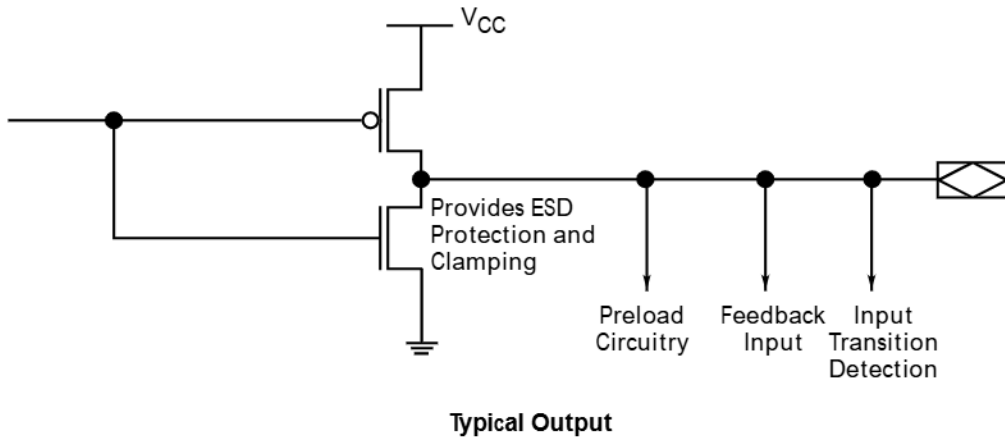 VCC
Provides ESD
Protection and
Clamping
Preload
Circuitry
Feedback
Input
Input
Transition
Detection
Typical Output